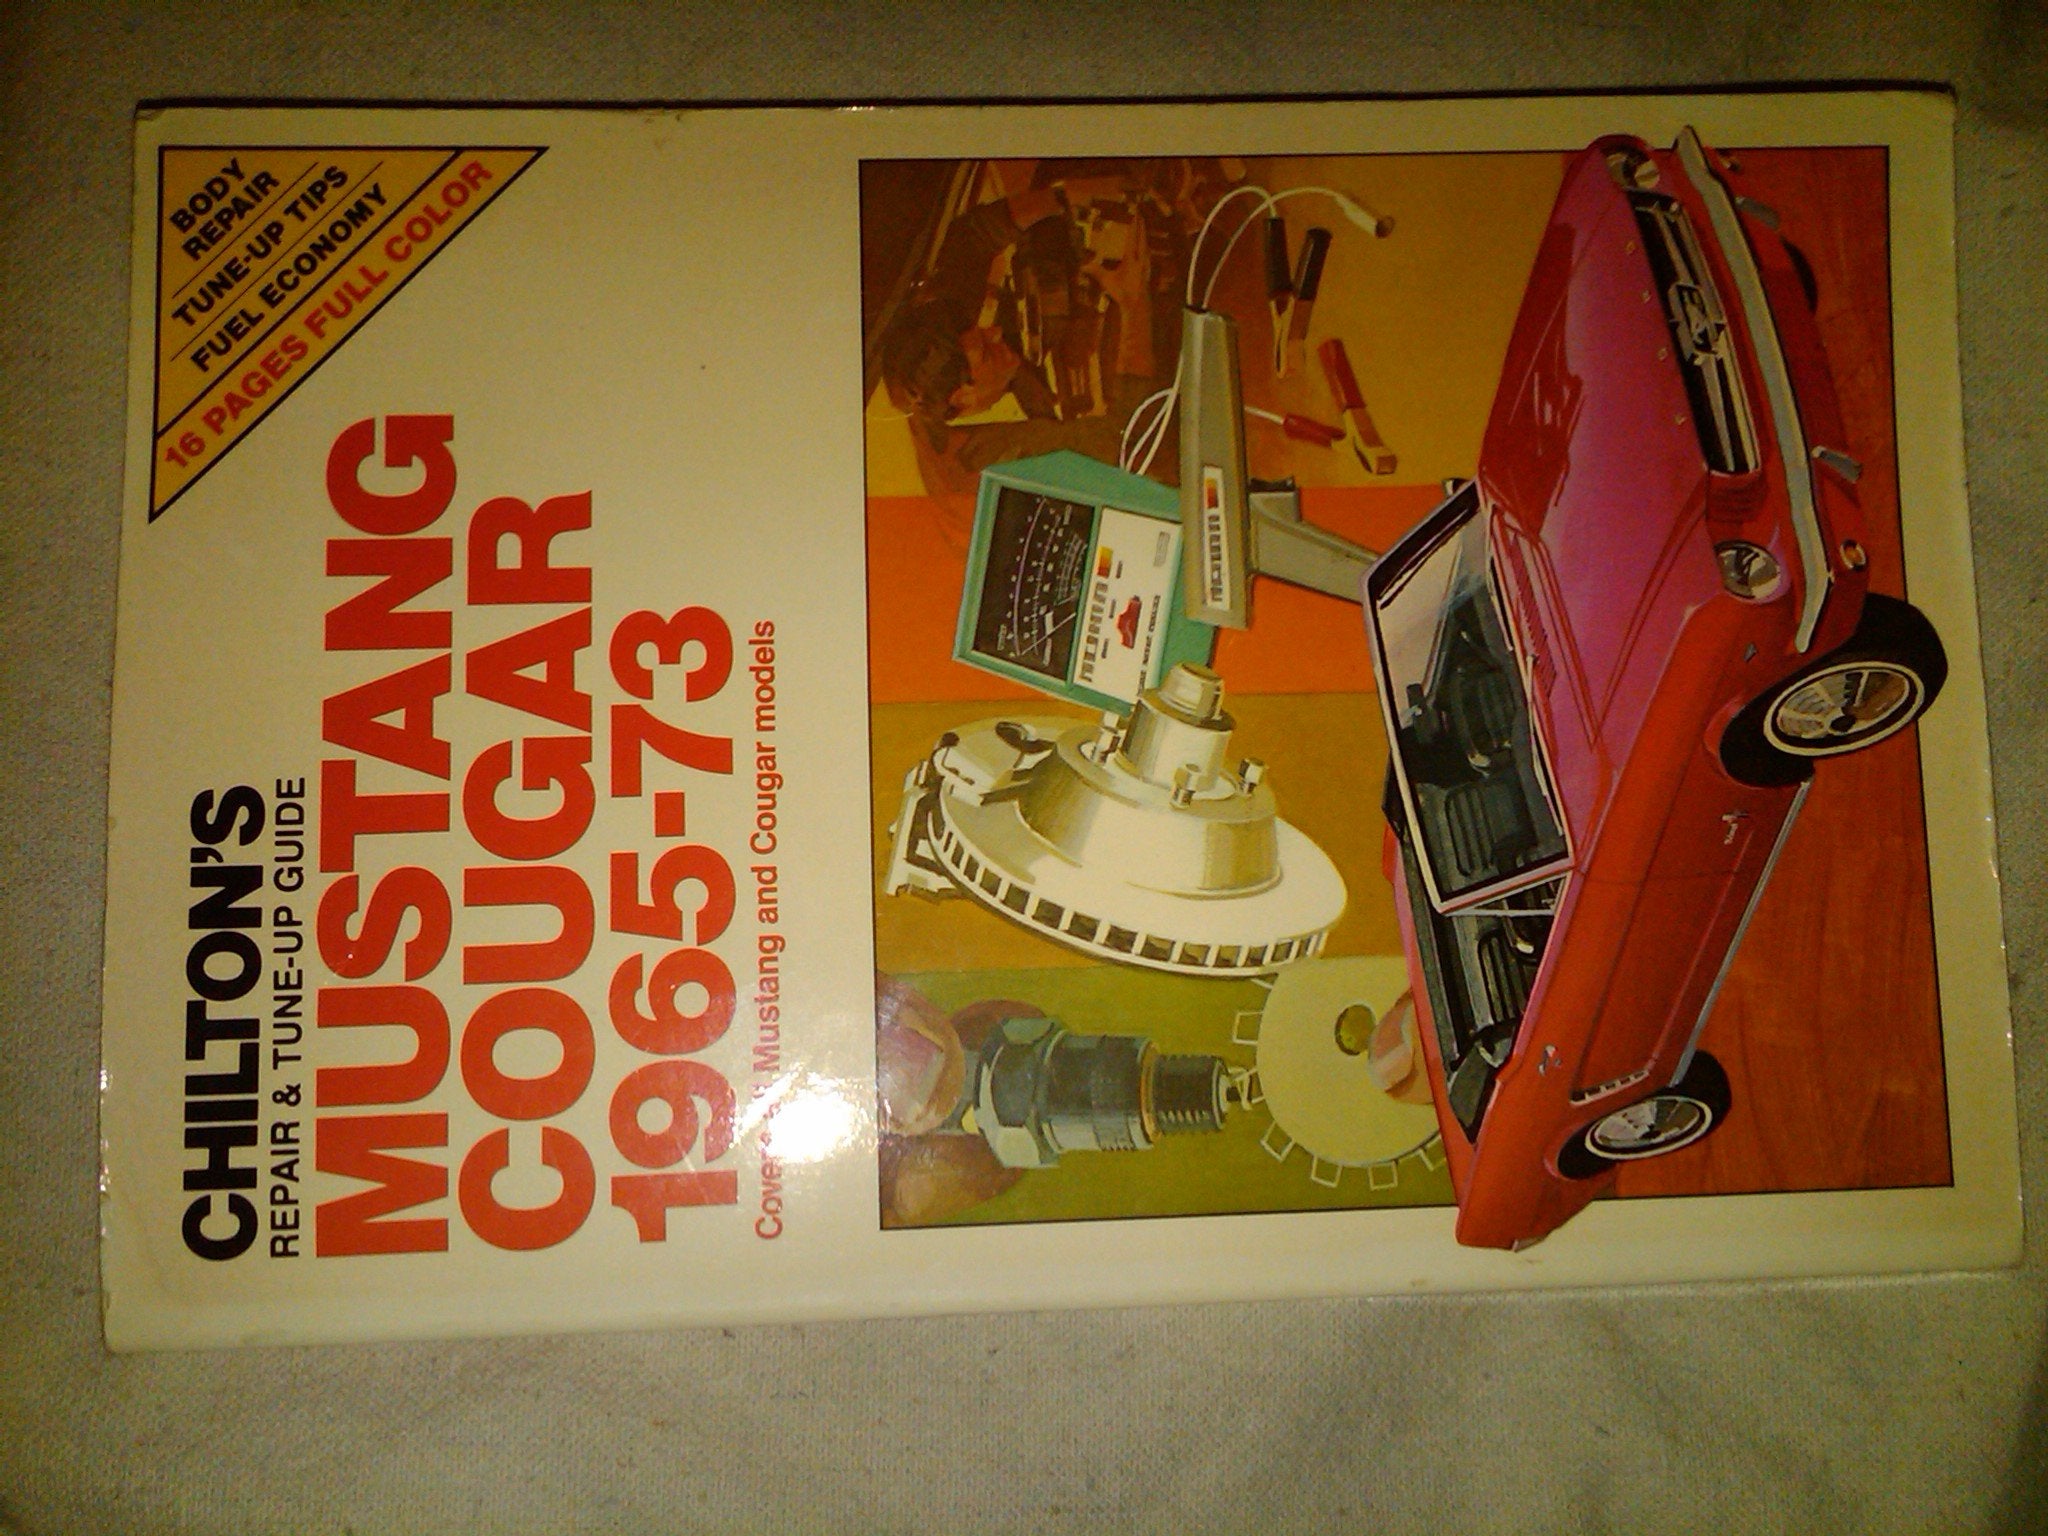 CHILTON'S
REPAIR & TUNE-UP GUIDE
MUSTANG
COUGAR
1965-73
Mustang and Cougar models
BODY
REPAIR
TUNE-UP TIPS
FUEL ECONOMY
16 PAGES FULL COLOR